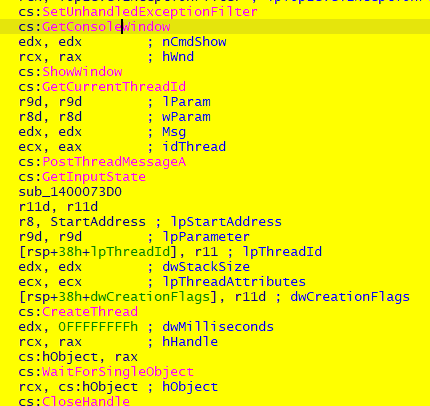 cs:SetUnhandledExceptionFilter
cs:GetConsoleWindow
edx, edx ; nCmdShow
rcx, rax ; hWnd
cs:ShowWindow
cs:GetCurrentThreadId
r9d, r9d ; lParam
r8d, r8d ; wParam
edx, edx ; Msg
ecx, eax ; idThread
cs:PostThreadMessageA
cs:GetInputState
sub_1400073D0
r11d, r11d
r8, StartAddress ; lpStartAddress
r9d, r9d ; lpParameter
[rsp+38h+lpThreadId], r11 ; lpThreadId
edx, edx ; dwStackSize
ecx, ecx ; lpThreadAttributes
[rsp+38h+dwCreationFlags], r11d ; dwCreationFlags
cs:CreateThread
edx, 0FFFFFFFFh ; dwMilliseconds
rcx, rax ; hHandle
cs:hObject, rax
cs:WaitForSingleObject
rcx, cs:hObject ; hObject
cs:CloseHandle